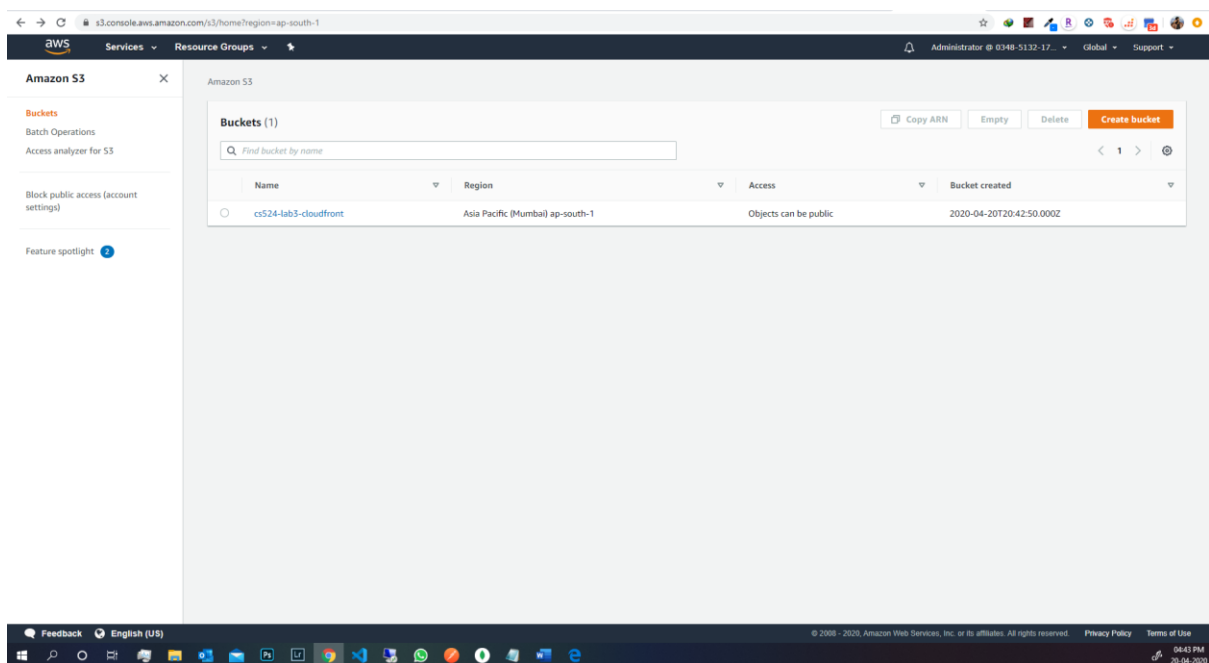 s3.console.aws.amazon.com/s3/home?region=ap-south-1
aws Services Resource Groups Administrator @ 0348-5132-17... Global Support
Amazon S3
Buckets
Batch Operations
Access analyzer for S3
Block public access (account
settings)
Feature spotlight 2
Amazon S3
Buckets (1) Copy ARN Empty Delete Create bucket
Find bucket by name 1
Name Region Access Bucket created
cs524-lab3-cloudfront Asia Pacific (Mumbai) ap-south-1 Objects can be public 2020-04-20T20:42:50.000Z
Feedback English (US) © 2008 - 2020, Amazon Web Services, Inc. or its affiliates. All rights reserved. Privacy Policy Terms of Use
Ps Lr
04:43 PM
20-04-2020